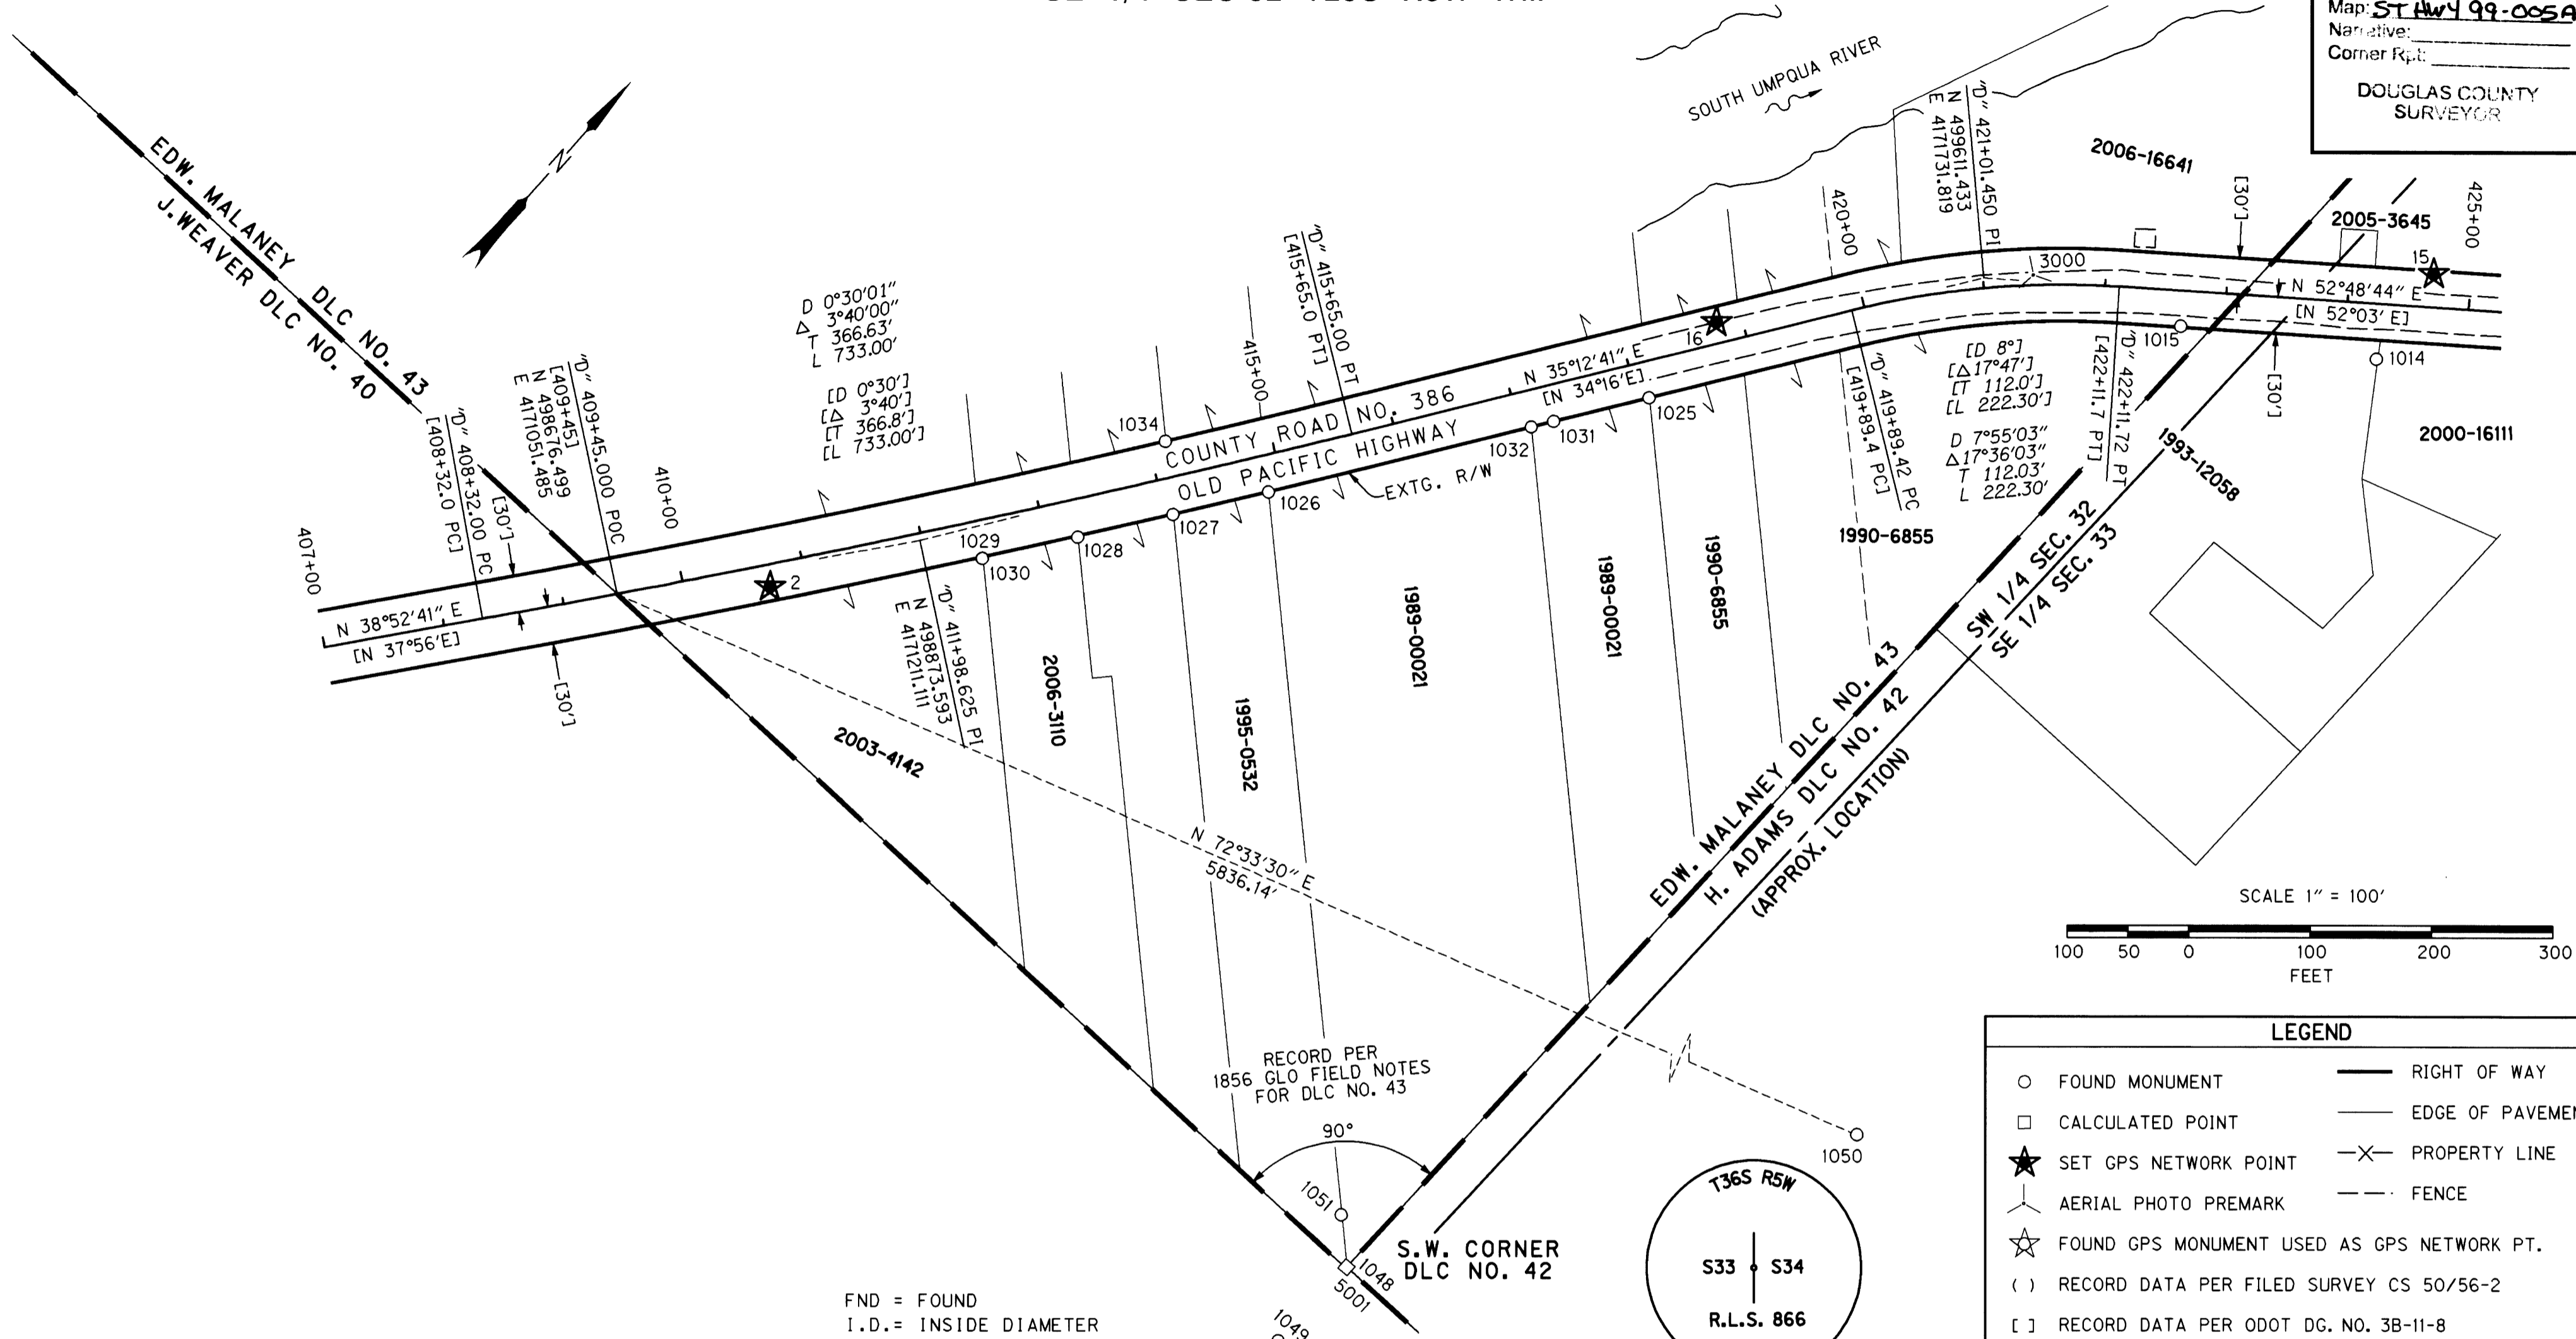 Map: ST HWY 99-005A
Narrative:
Corner Rpt:
DOUGLAS COUNTY
SURVEYOR
SOUTH UMPQUA RIVER
N
EDW. MALANEY DLC NO. 43
J.WEAVER DLC NO. 40
"D" 408+32.00 PC
[408+32.0 PC]
"D" 409+45.000 POC
[409+45]
N 498676.499
E 4171051.485
[30']
407+00
410+00
N 38°52'41" E
[N 37°56'E]
[30']
D 0°30'01"
Δ 3°40'00"
T 366.63'
L 733.00'
[D 0°30']
[Δ 3°40']
[T 366.8']
[L 733.00']
2
"D" 411+98.625 PI
N 498873.593
E 4171211.111
1034
415+00
"D" 415+65.00 PT
[415+65.0 PT]
COUNTY ROAD NO. 386
OLD PACIFIC HIGHWAY
EXTG. R/W
1029
1030
1028
1027
1026
1032
1031
1025
16
N 35°12'41" E
[N 34°16'E]
420+00
"D" 421+01.450 PI
N 499611.433
E 4171731.819
3000
"D" 419+89.42 PC
[419+89.4 PC]
[D 8°]
[Δ17°47']
[T 112.0']
[L 222.30']
D 7°55'03"
Δ17°36'03"
T 112.03'
L 222.30'
"D" 422+11.72 PT
[422+11.7 PT]
2006-16641
[30']
2005-3645
425+00
15
N 52°48'44" E
[N 52°03' E]
1015
1014
[30']
2000-16111
1993-12058
1990-6855
2003-4142
2006-3110
1995-0532
1989-00021
1989-00021
1990-6855
SW 1/4 SEC. 32
SE 1/4 SEC. 33
EDW. MALANEY DLC NO. 43
H. ADAMS DLC NO. 42
(APPROX. LOCATION)
N 72°33'30" E
5836.14'
RECORD PER
1856 GLO FIELD NOTES
FOR DLC NO. 43
90°
1051
1050
S.W. CORNER
DLC NO. 42
1048
5001
1049
FND = FOUND
I.D.= INSIDE DIAMETER
T36S R5W
S33 S34
R.L.S. 866
SCALE 1" = 100'
100 50 0 100 200 300
FEET
LEGEND
FOUND MONUMENT
CALCULATED POINT
SET GPS NETWORK POINT
AERIAL PHOTO PREMARK
FOUND GPS MONUMENT USED AS GPS NETWORK PT.
( ) RECORD DATA PER FILED SURVEY CS 50/56-2
[ ] RECORD DATA PER ODOT DG. NO. 3B-11-8
RIGHT OF WAY
EDGE OF PAVEMEN
PROPERTY LINE
FENCE